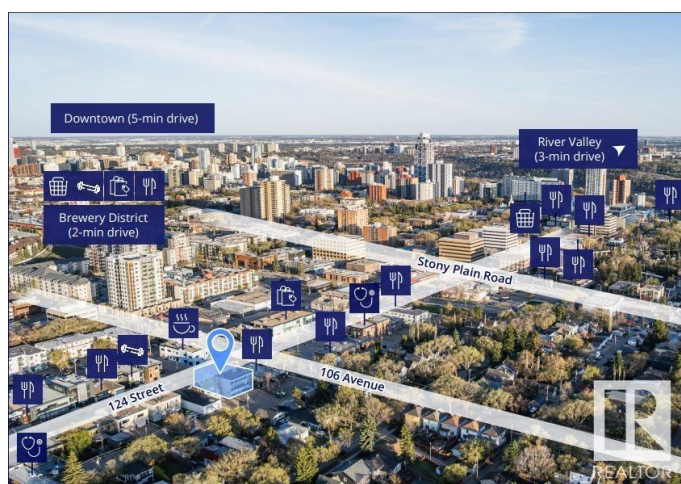 Downtown (5-min drive)
River Valley
(3-min drive)
Brewery District
(2-min drive)
Stony Plain Road
106 Avenue
124 Street
R
REALTOR